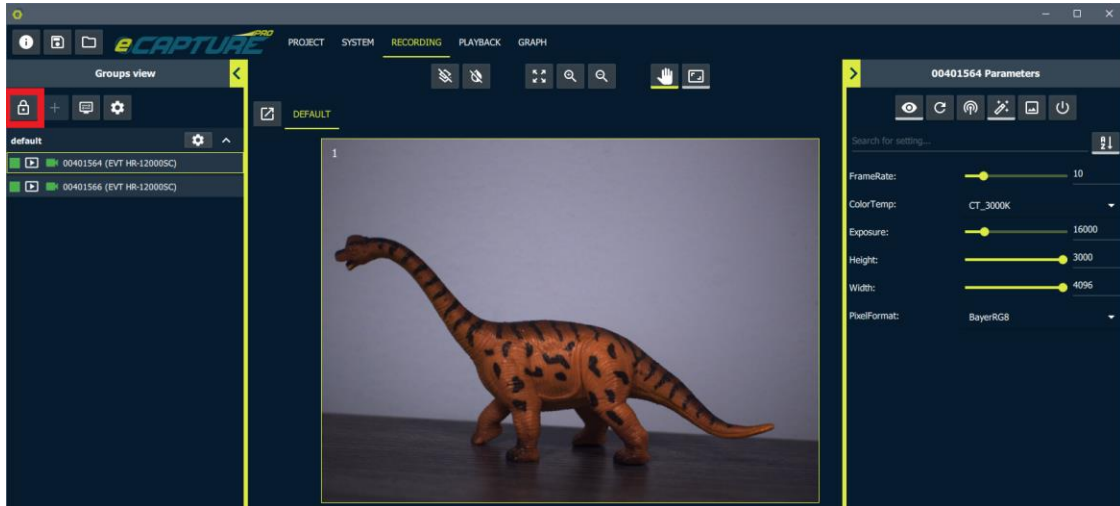 eCAPTURE PRO
PROJECT SYSTEM RECORDING PLAYBACK GRAPH
Groups view
00401564 Parameters
DEFAULT
default
00401564 (EVT HR-12000SC)
00401566 (EVT HR-12000SC)
1
Search for setting...
FrameRate: 10
ColorTemp: CT_3000K
Exposure: 16000
Height: 3000
Width: 4096
PixelFormat: BayerRG8